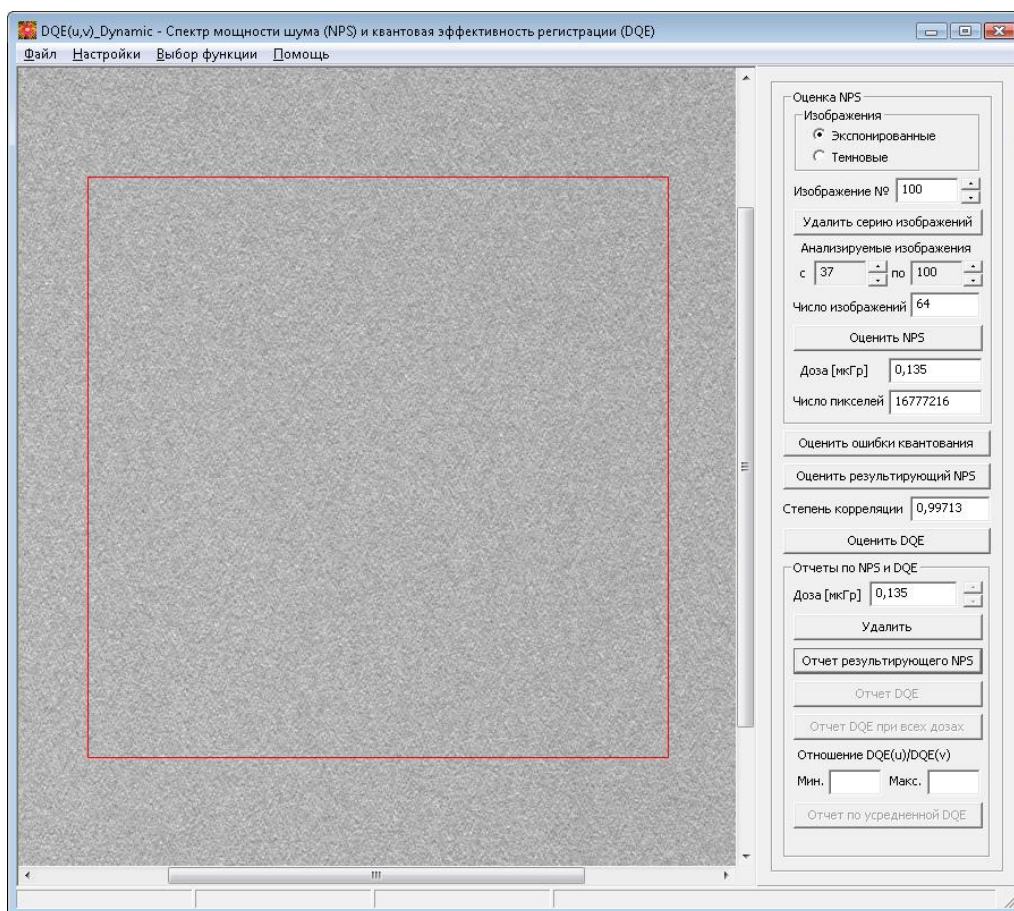 DQE(u,v)_Dynamic - Спектр мощности шума (NPS) и квантовая эффективность регистрации (DQE)
Файл Настройки Выбор функции Помощь
Оценка NPS
Изображения
Экспонированные
Темновые
Изображение № 100
Удалить серию изображений
Анализируемые изображения
с 37 по 100
Число изображений 64
Оценить NPS
Доза [мкГр] 0,135
Число пикселей 16777216
Оценить ошибки квантования
Оценить результирующий NPS
Степень корреляции 0,99713
Оценить DQE
Отчеты по NPS и DQE
Доза [мкГр] 0,135
Удалить
Отчет результирующего NPS
Отчет DQE
Отчет DQE при всех дозах
Отношение DQE(u)/DQE(v)
Мин. Макс.
Отчет по усредненной DQE